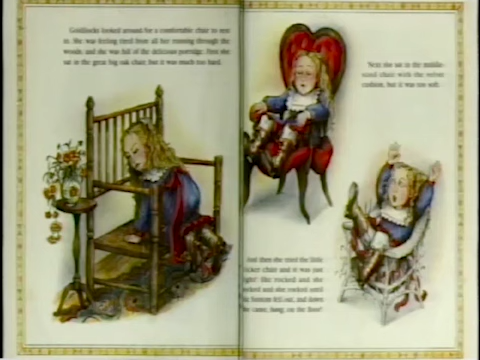 Goldilocks looked around for a comfortable chair to rest
in. She was feeling tired from all her running through the
woods, and she was full of the delicious porridge. First she
sat in the great big oak chair, but it was much too hard.
Next she sat in the middle-
sized chair with the velvet
cushion, but it was too soft.
And then she tried the little
wicker chair and it was just
right! She rocked and she
rocked and she rocked until
the bottom fell out, and down
she came, bang, on the floor!